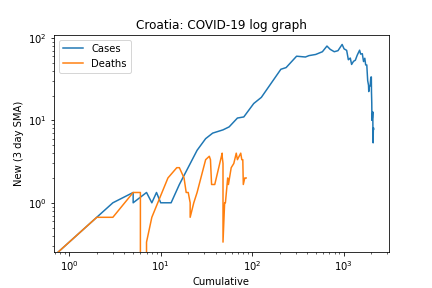 Croatia: COVID-19 log graph
Cases
Deaths
New (3 day SMA)
10²
10¹
10⁰
10⁰ 10¹ 10² 10³
Cumulative